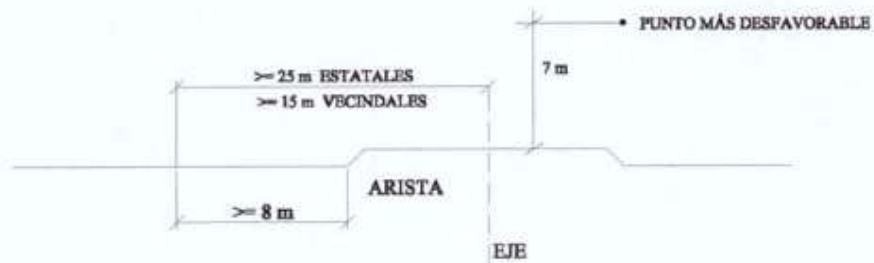 PUNTO MÁS DESFAVORABLE
7 m
>= 25 m ESTATALES
>= 15 m VECINDALES
ARISTA
>= 8 m
EJE